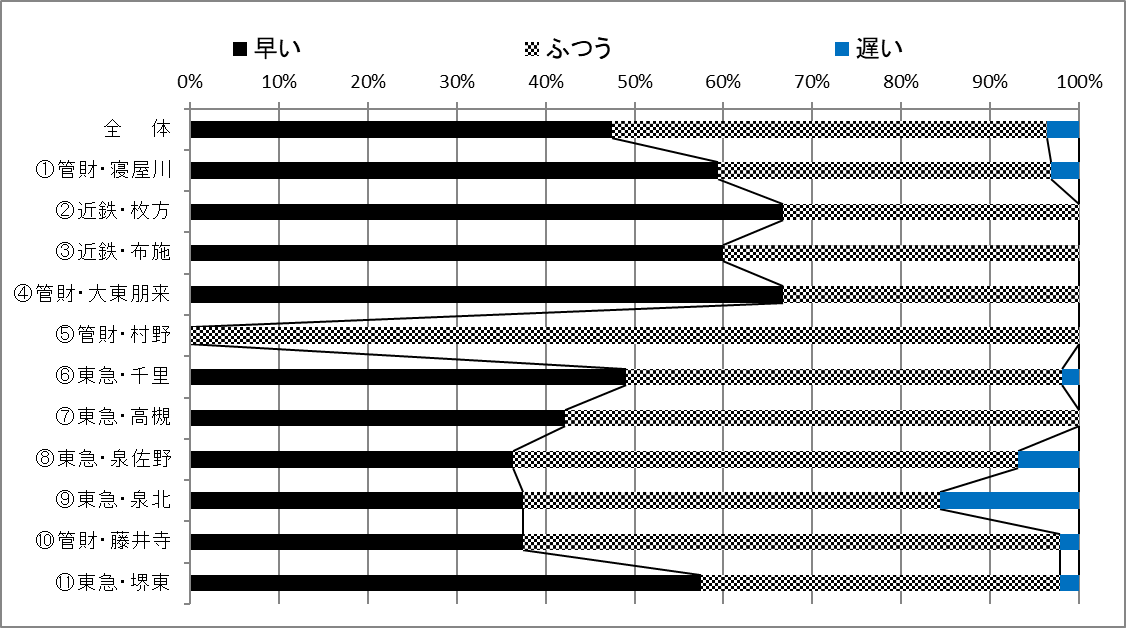 早い ふつう 遅い
0% 10% 20% 30% 40% 50% 60% 70% 80% 90% 100%
全 体
①管財・寝屋川
②近鉄・枚方
③近鉄・布施
④管財・大東朋来
⑤管財・村野
⑥東急・千里
⑦東急・高槻
⑧東急・泉佐野
⑨東急・泉北
⑩管財・藤井寺
⑪東急・堺東